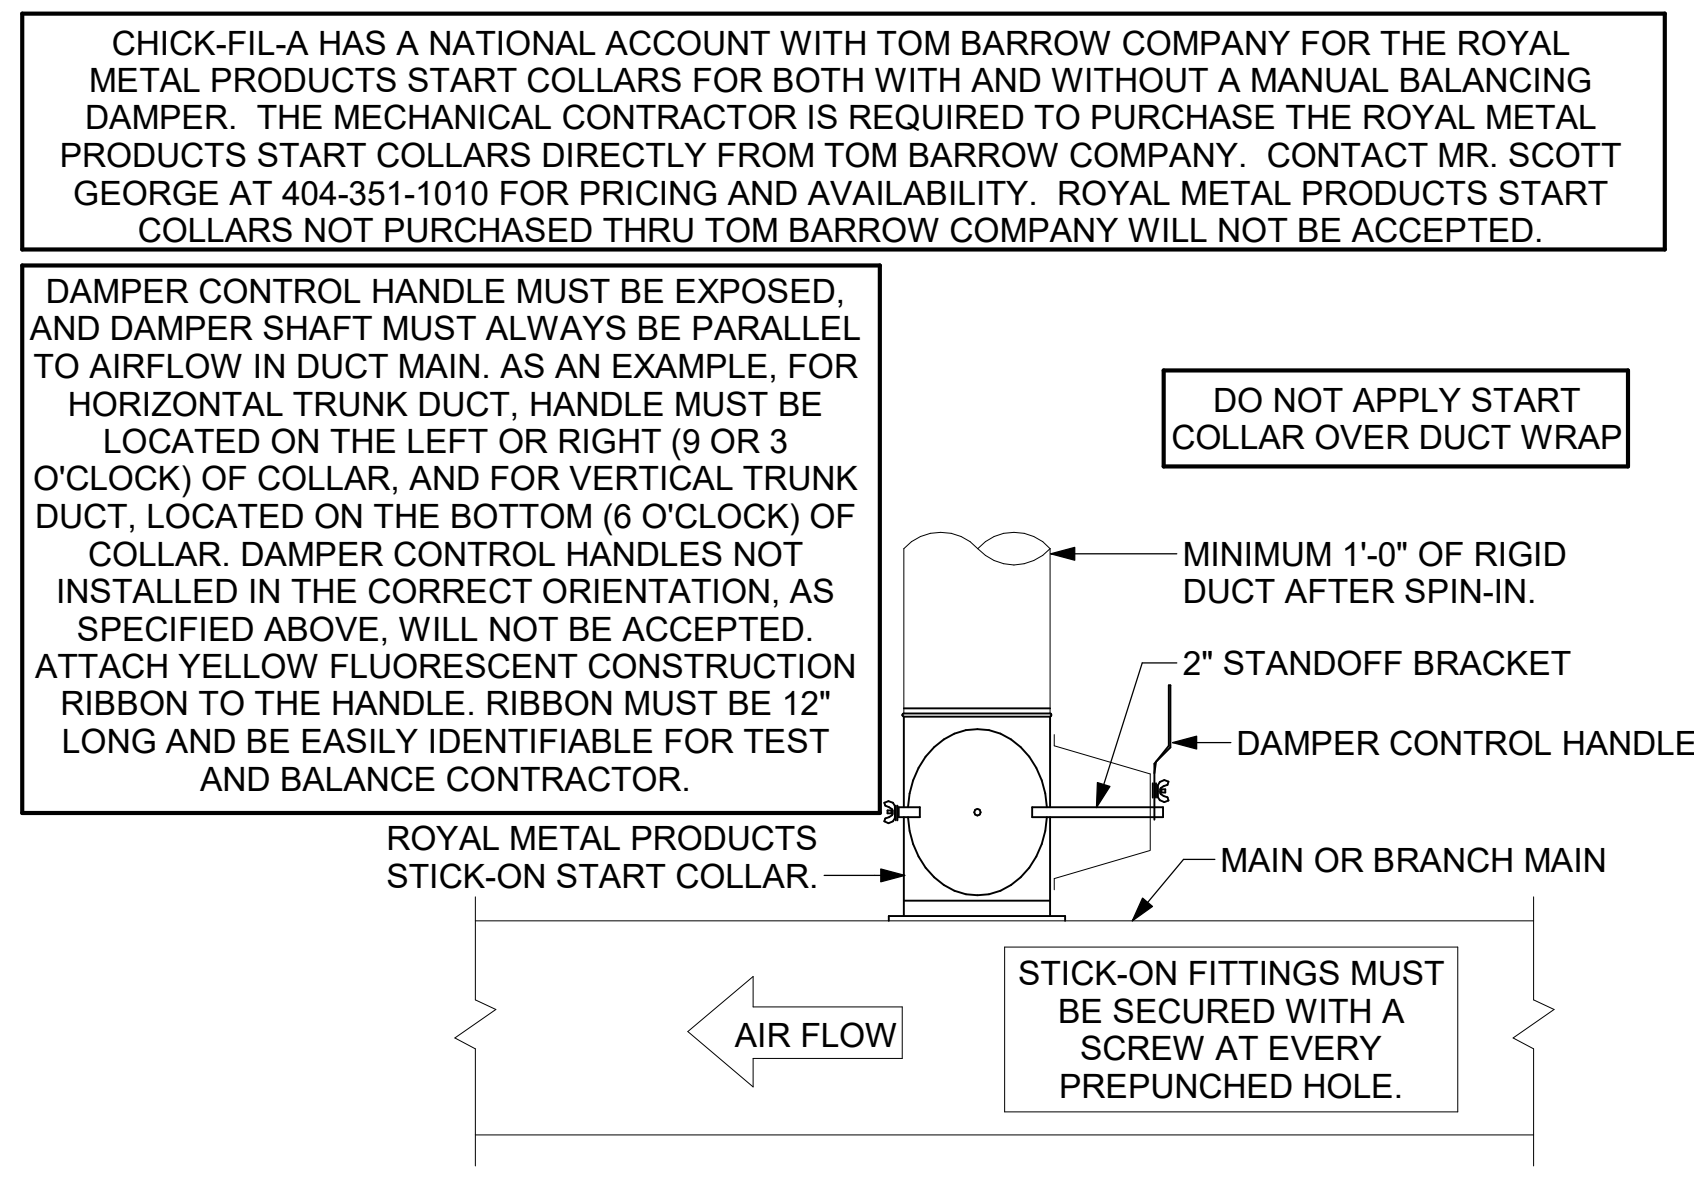 CHICK-FIL-A HAS A NATIONAL ACCOUNT WITH TOM BARROW COMPANY FOR THE ROYAL
METAL PRODUCTS START COLLARS FOR BOTH WITH AND WITHOUT A MANUAL BALANCING
DAMPER.  THE MECHANICAL CONTRACTOR IS REQUIRED TO PURCHASE THE ROYAL METAL
PRODUCTS START COLLARS DIRECTLY FROM TOM BARROW COMPANY.  CONTACT MR. SCOTT
GEORGE AT 404-351-1010 FOR PRICING AND AVAILABILITY.  ROYAL METAL PRODUCTS START
COLLARS NOT PURCHASED THRU TOM BARROW COMPANY WILL NOT BE ACCEPTED.
DAMPER CONTROL HANDLE MUST BE EXPOSED,
AND DAMPER SHAFT MUST ALWAYS BE PARALLEL
TO AIRFLOW IN DUCT MAIN. AS AN EXAMPLE, FOR
HORIZONTAL TRUNK DUCT, HANDLE MUST BE
LOCATED ON THE LEFT OR RIGHT (9 OR 3
O'CLOCK) OF COLLAR, AND FOR VERTICAL TRUNK
DUCT, LOCATED ON THE BOTTOM (6 O'CLOCK) OF
COLLAR. DAMPER CONTROL HANDLES NOT
INSTALLED IN THE CORRECT ORIENTATION, AS
SPECIFIED ABOVE, WILL NOT BE ACCEPTED.
ATTACH YELLOW FLUORESCENT CONSTRUCTION
RIBBON TO THE HANDLE. RIBBON MUST BE 12"
LONG AND BE EASILY IDENTIFIABLE FOR TEST
AND BALANCE CONTRACTOR.
DO NOT APPLY START
COLLAR OVER DUCT WRAP
MINIMUM 1'-0" OF RIGID
DUCT AFTER SPIN-IN.
2" STANDOFF BRACKET
DAMPER CONTROL HANDLE
ROYAL METAL PRODUCTS
STICK-ON START COLLAR.
MAIN OR BRANCH MAIN
STICK-ON FITTINGS MUST
BE SECURED WITH A
SCREW AT EVERY
PREPUNCHED HOLE.
AIR FLOW